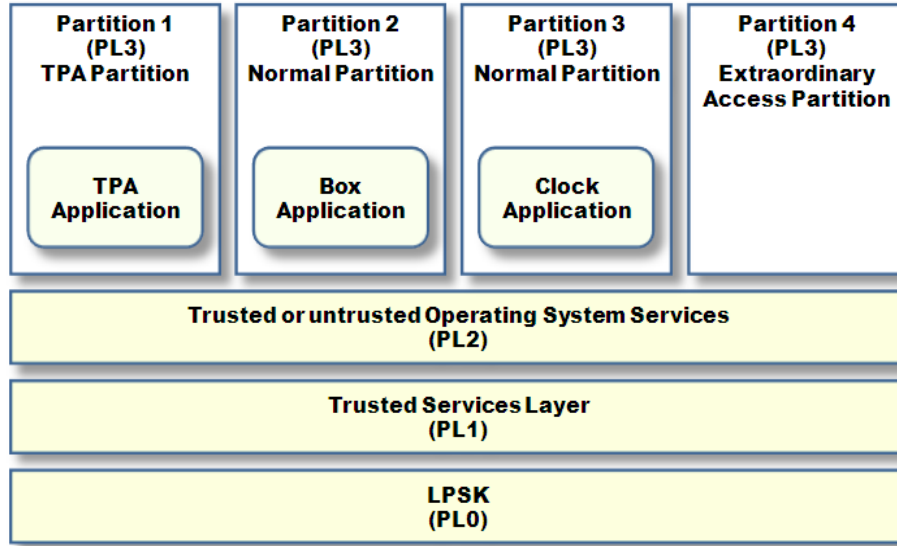 Partition 1
(PL3)
TPA Partition
TPA
Application
Partition 2
(PL3)
Normal Partition
Box
Application
Partition 3
(PL3)
Normal Partition
Clock
Application
Partition 4
(PL3)
Extraordinary
Access Partition
Trusted or untrusted Operating System Services
(PL2)
Trusted Services Layer
(PL1)
LPSK
(PL0)